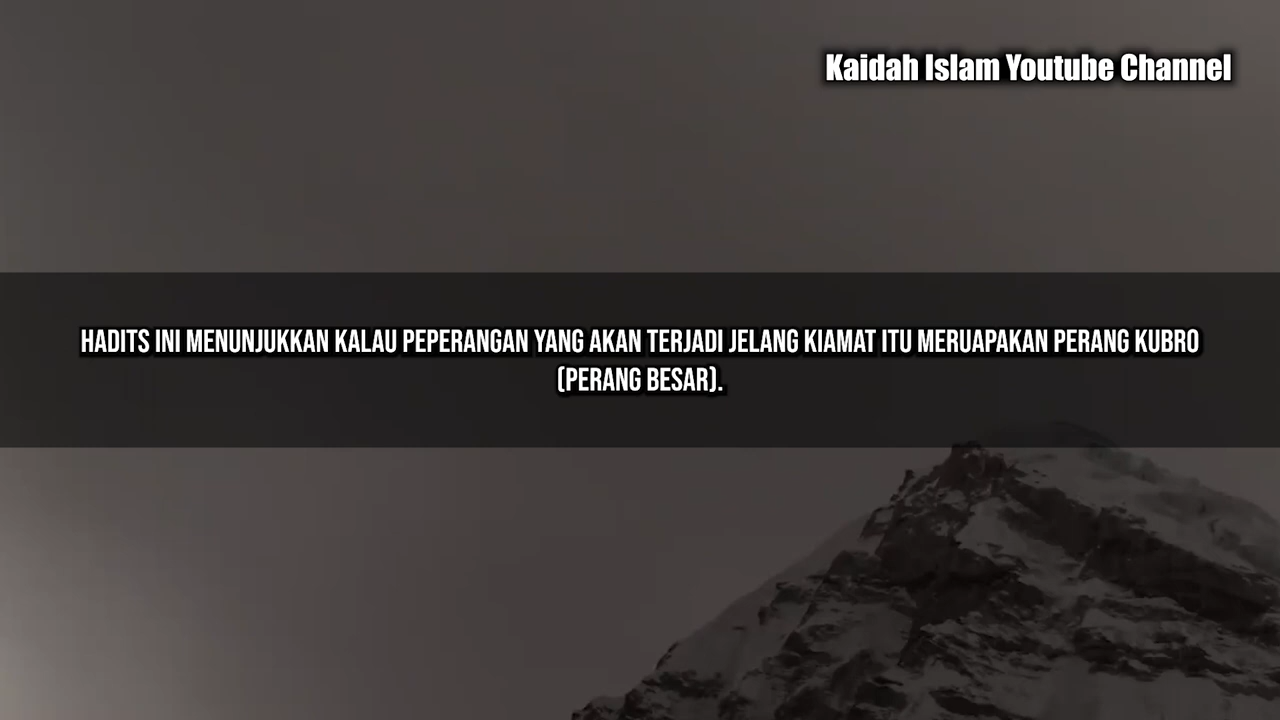 Kaidah Islam Youtube Channel
HADITS INI MENUNJUKKAN KALAU PEPERANGAN YANG AKAN TERJADI JELANG KIAMAT ITU MERUAPAKAN PERANG KUBRO
(PERANG BESAR).